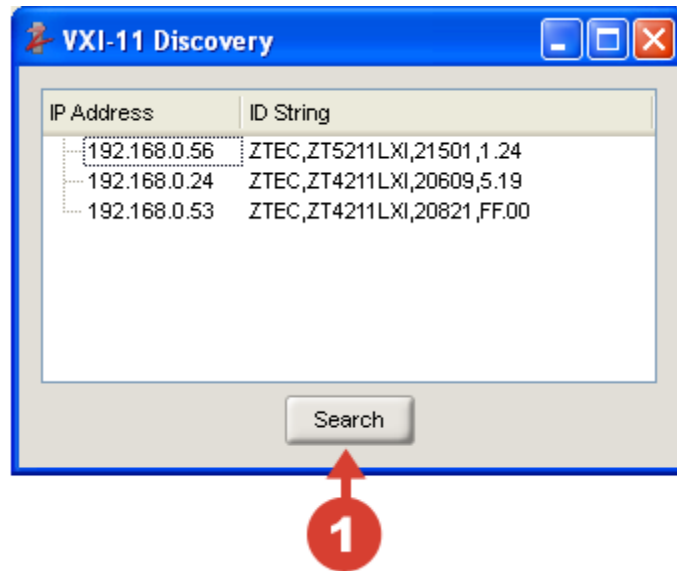 VXI-11 Discovery
IP Address ID String
192.168.0.56 ZTEC,ZT5211LXI,21501,1.24
192.168.0.24 ZTEC,ZT4211LXI,20609,5.19
192.168.0.53 ZTEC,ZT4211LXI,20821,FF.00
Search
1